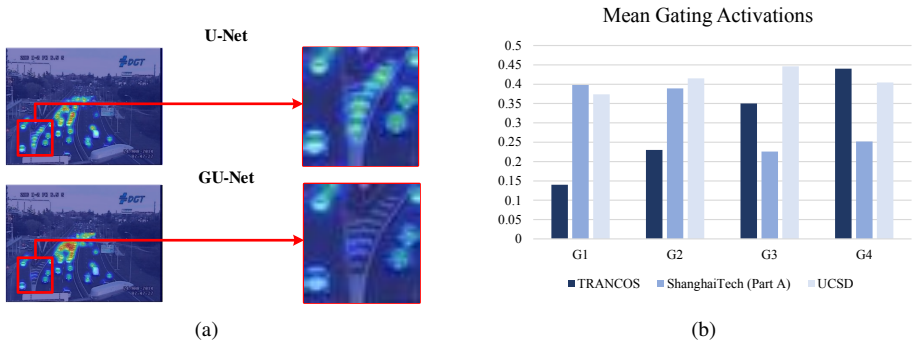 U-Net
DGT
GU-Net
DGT
(a)
Mean Gating Activations
0.5
0.45
0.4
0.35
0.3
0.25
0.2
0.15
0.1
0.05
0
G1 G2 G3 G4
TRANCOS ShanghaiTech (Part A) UCSD
(b)